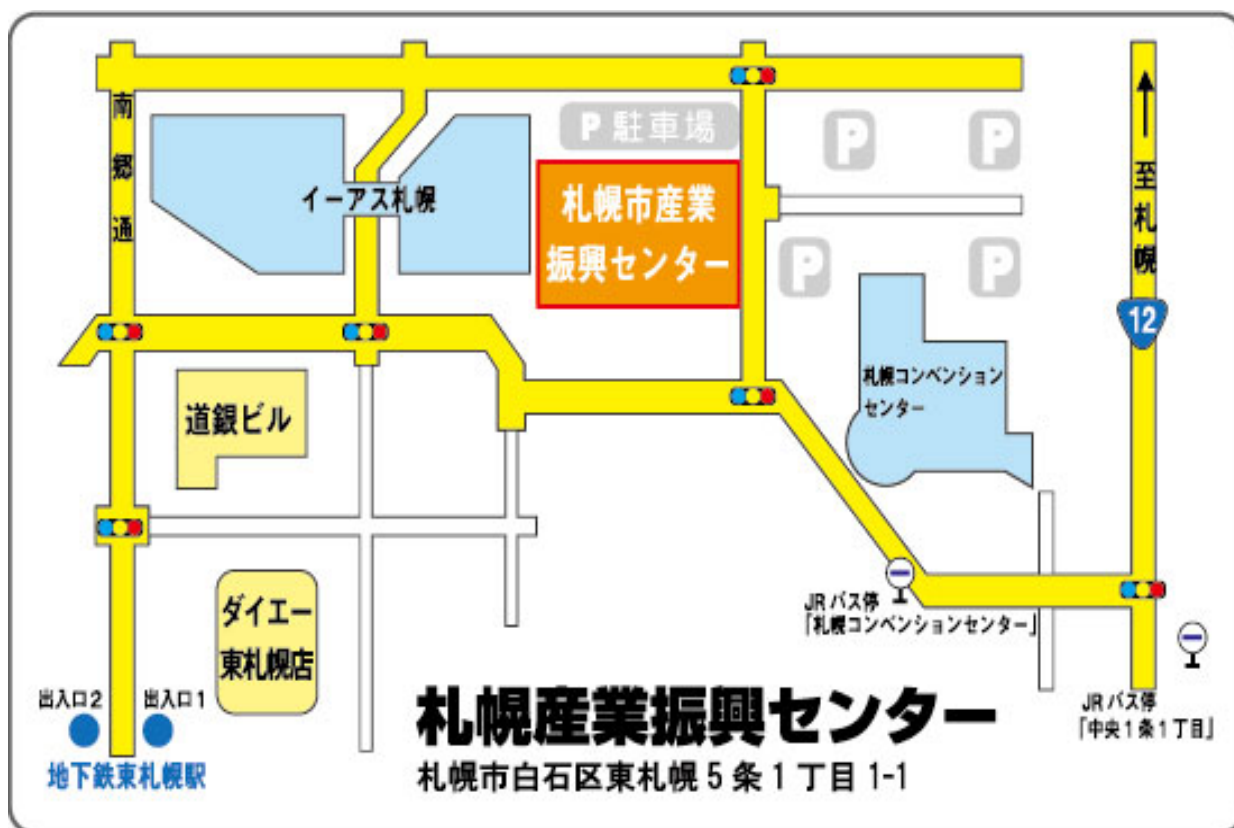 南郷通
P 駐車場
P
P
至札幌
イーアス札幌
札幌市産業
振興センター
P
P
12
札幌コンベンション
センター
道銀ビル
JRバス停
「札幌コンベンションセンター」
ダイエー
東札幌店
出入口2
出入口1
地下鉄東札幌駅
JRバス停
「中央1条1丁目」
札幌産業振興センター
札幌市白石区東札幌5条1丁目1-1